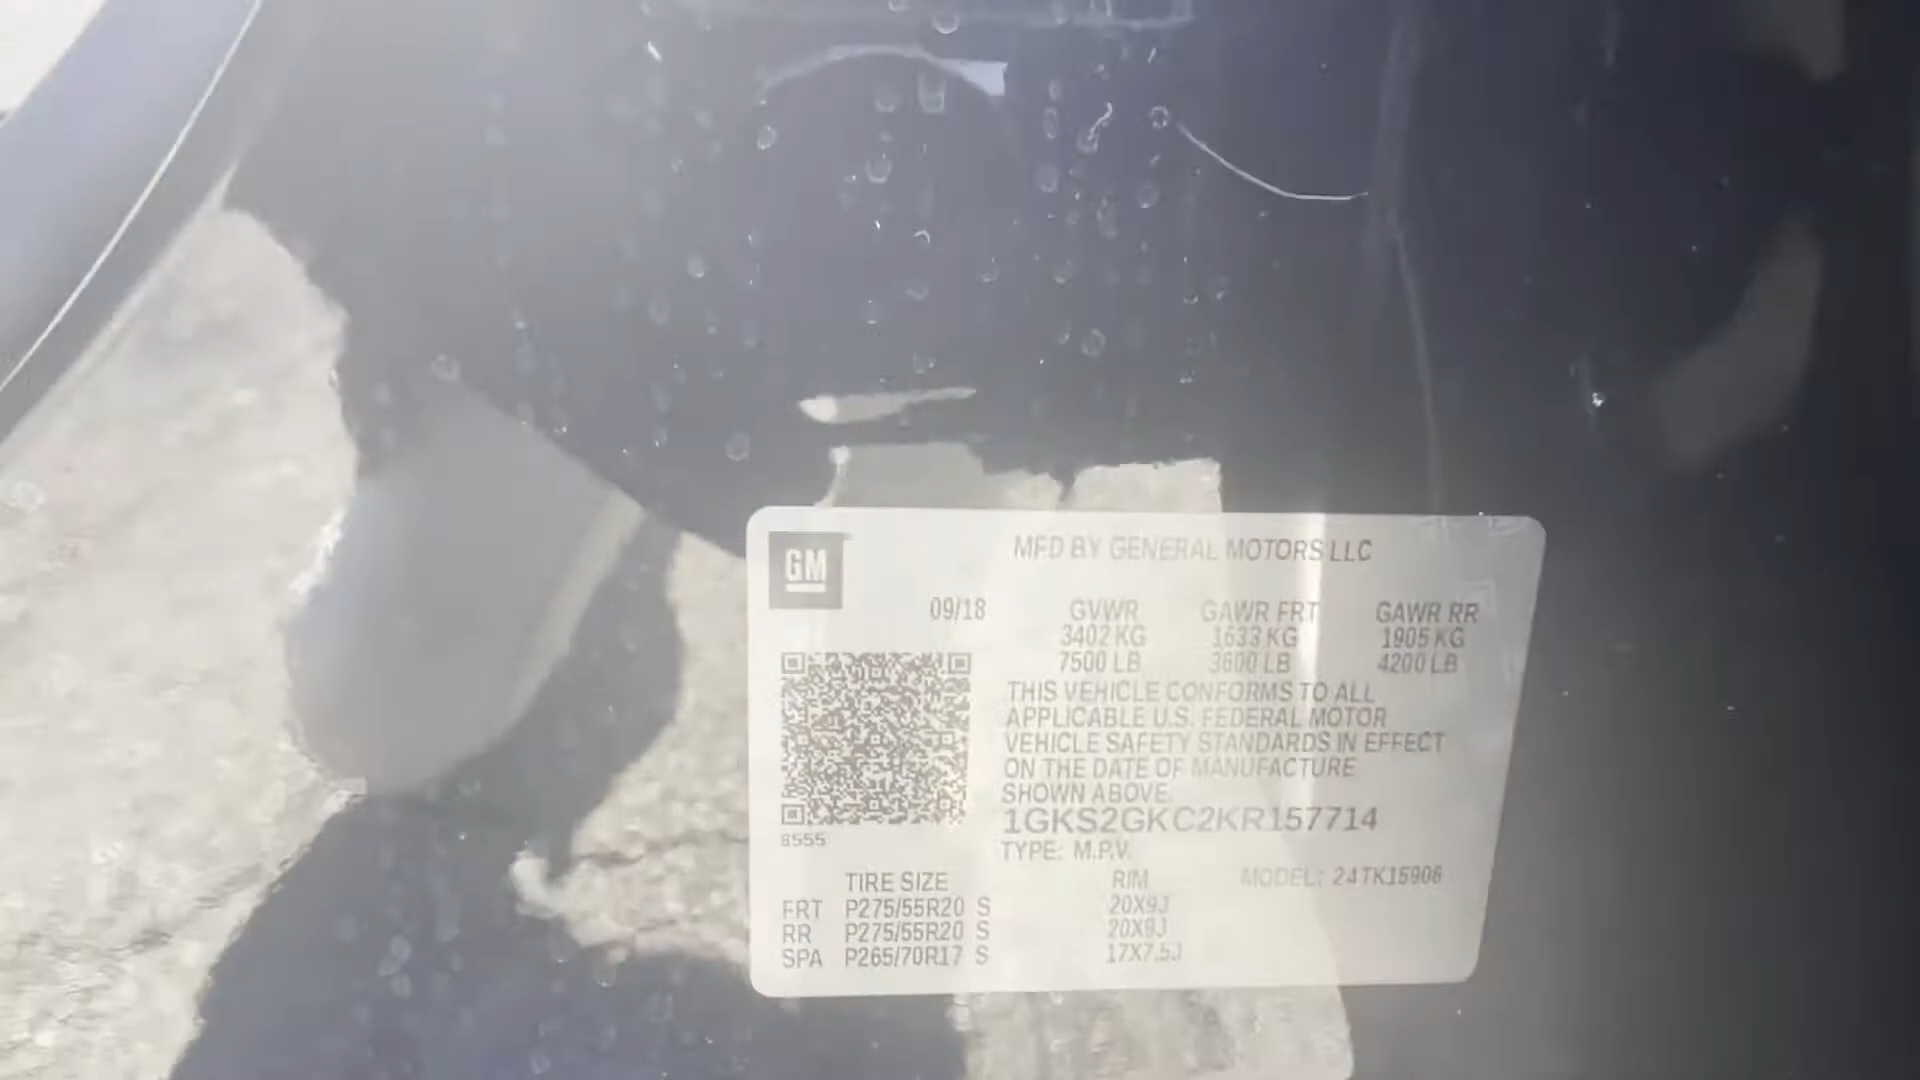 GM
MFD BY GENERAL MOTORS LLC
09/18 GVWR GAWR FRT GAWR RR
3402 KG 1633 KG 1905 KG
7500 LB 3600 LB 4200 LB
THIS VEHICLE CONFORMS TO ALL
APPLICABLE U.S. FEDERAL MOTOR
VEHICLE SAFETY STANDARDS IN EFFECT
ON THE DATE OF MANUFACTURE
SHOWN ABOVE.
1GKS2GKC2KR157714
8555
TYPE: M.P.V.
TIRE SIZE RIM MODEL: 24TK15906
FRT P275/55R20 S 20X9J
RR P275/55R20 S 20X9J
SPA P265/70R17 S 17X7.5J